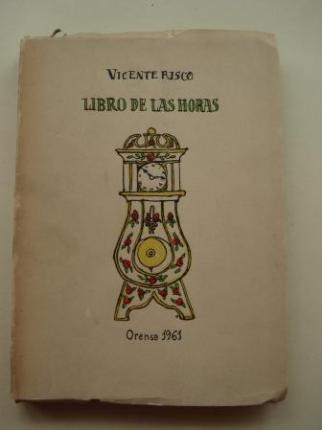 VICENTE RISCO
LIBRO DE LAS HORAS
Orense 1961